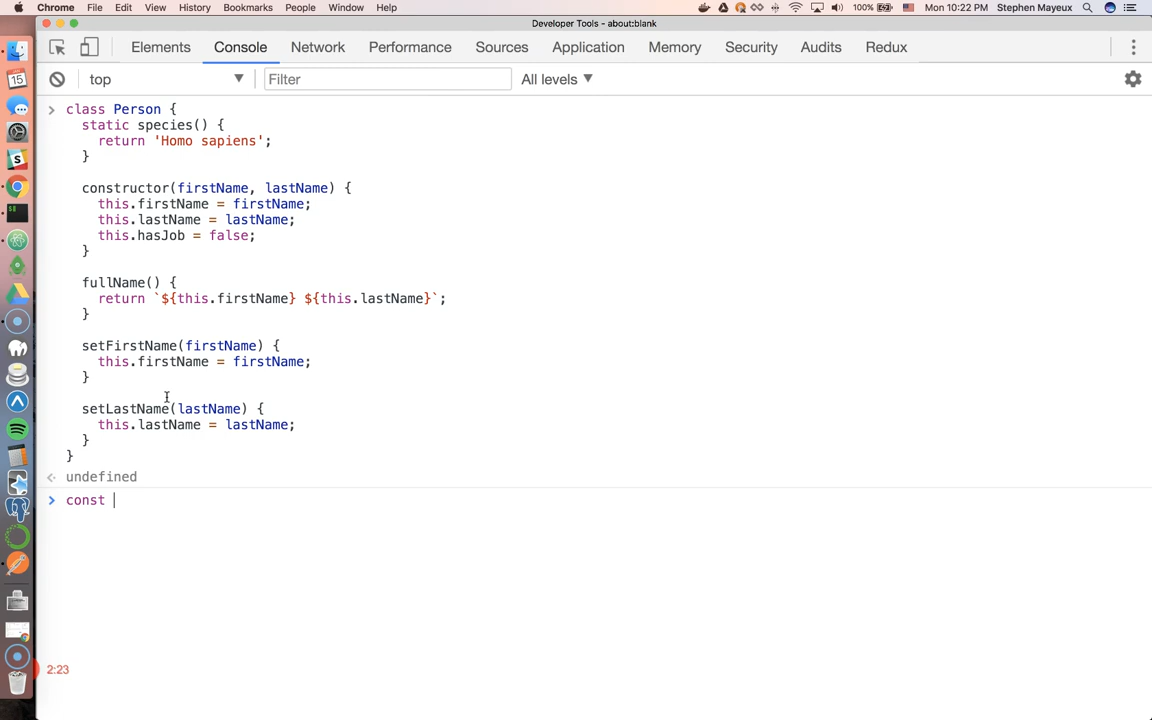 Chrome File Edit View History Bookmarks People Window Help 100% Mon 10:22 PM Stephen Mayeux
Developer Tools - about:blank
Elements Console Network Performance Sources Application Memory Security Audits Redux
top Filter All levels
class Person {
static species() {
return 'Homo sapiens';
}
constructor(firstName, lastName) {
this.firstName = firstName;
this.lastName = lastName;
this.hasJob = false;
}
fullName() {
return `${this.firstName} ${this.lastName}`;
}
setFirstName(firstName) {
this.firstName = firstName;
}
setLastName(lastName) {
this.lastName = lastName;
}
}
undefined
const
15
2:23